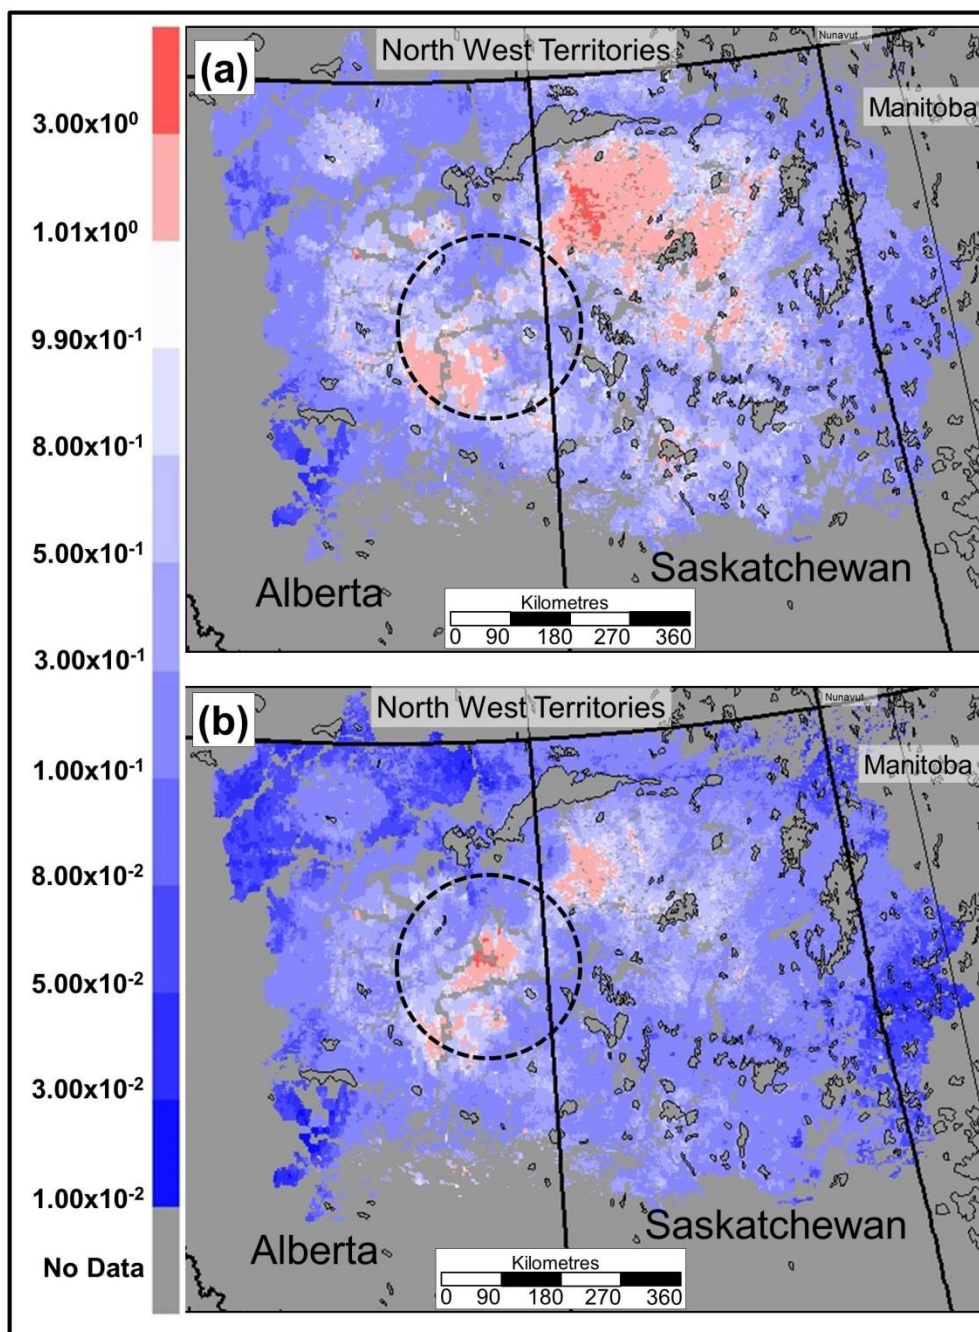 3.00x10⁰
1.01x10⁰
9.90x10⁻¹
8.00x10⁻¹
5.00x10⁻¹
3.00x10⁻¹
1.00x10⁻¹
8.00x10⁻²
5.00x10⁻²
3.00x10⁻²
1.00x10⁻²
No Data
(a)
North West Territories
Nunavut
Manitoba
Alberta
Saskatchewan
Kilometres
0 90 180 270 360
(b)
North West Territories
Nunavut
Manitoba
Alberta
Saskatchewan
Kilometres
0 90 180 270 360